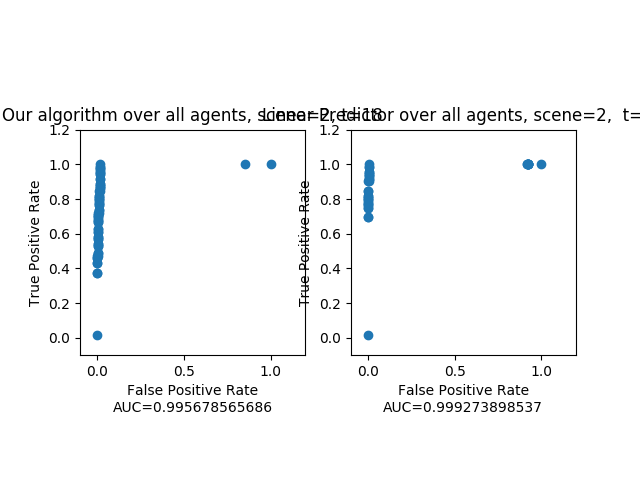 Our algorithm over all agents, scene=2, t=18
Linear Predictor over all agents, scene=2,  t=
1.2
1.0
0.8
0.6
0.4
0.2
0.0
True Positive Rate
0.0 0.5 1.0
False Positive Rate
AUC=0.995678565686
1.2
1.0
0.8
0.6
0.4
0.2
0.0
True Positive Rate
0.0 0.5 1.0
False Positive Rate
AUC=0.999273898537